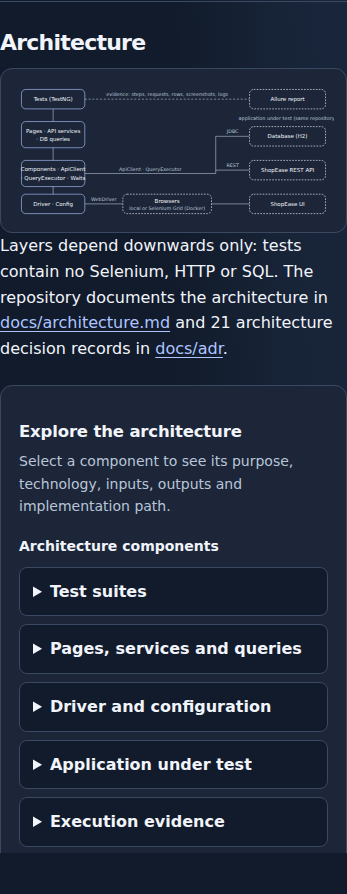 Architecture
Tests (TestNG)
evidence: steps, requests, rows, screenshots, logs
Allure report
application under test (same repository
Pages · API services
· DB queries
JDBC
Database (H2)
Components · ApiClient
· QueryExecutor · Waits
ApiClient · QueryExecutor
REST
ShopEase REST API
Driver · Config
WebDriver
Browsers
local or Selenium Grid (Docker)
ShopEase UI
Layers depend downwards only: tests
contain no Selenium, HTTP or SQL. The
repository documents the architecture in
docs/architecture.md and 21 architecture
decision records in docs/adr.
Explore the architecture
Select a component to see its purpose,
technology, inputs, outputs and
implementation path.
Architecture components
Test suites
Pages, services and queries
Driver and configuration
Application under test
Execution evidence